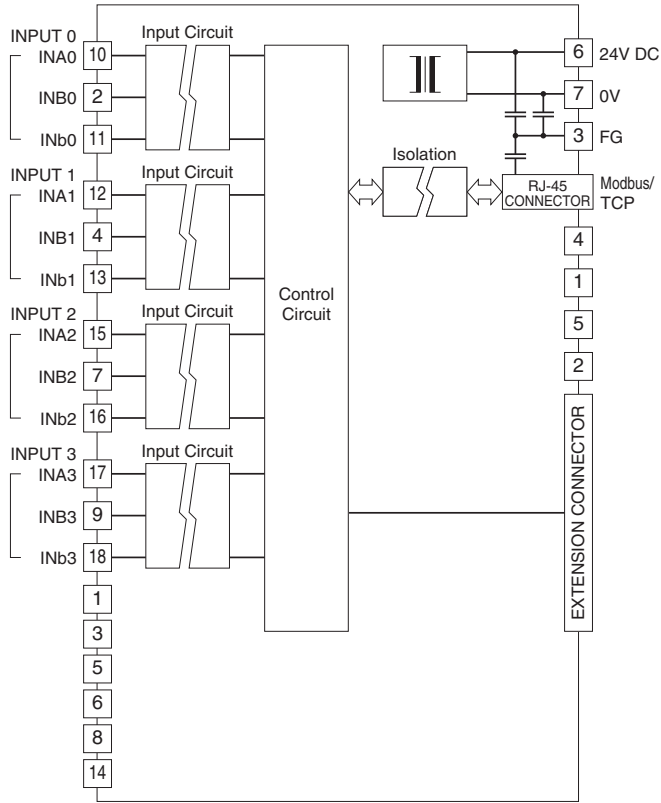 INPUT 0
INA0 10
INB0 2
INb0 11
Input Circuit
INPUT 1
INA1 12
INB1 4
INb1 13
Input Circuit
INPUT 2
INA2 15
INB2 7
INb2 16
Input Circuit
INPUT 3
INA3 17
INB3 9
INb3 18
Input Circuit
1
3
5
6
8
14
Control
Circuit
Isolation
6 24V DC
7 0V
3 FG
RJ-45
CONNECTOR
Modbus/
TCP
4
1
5
2
EXTENSION CONNECTOR